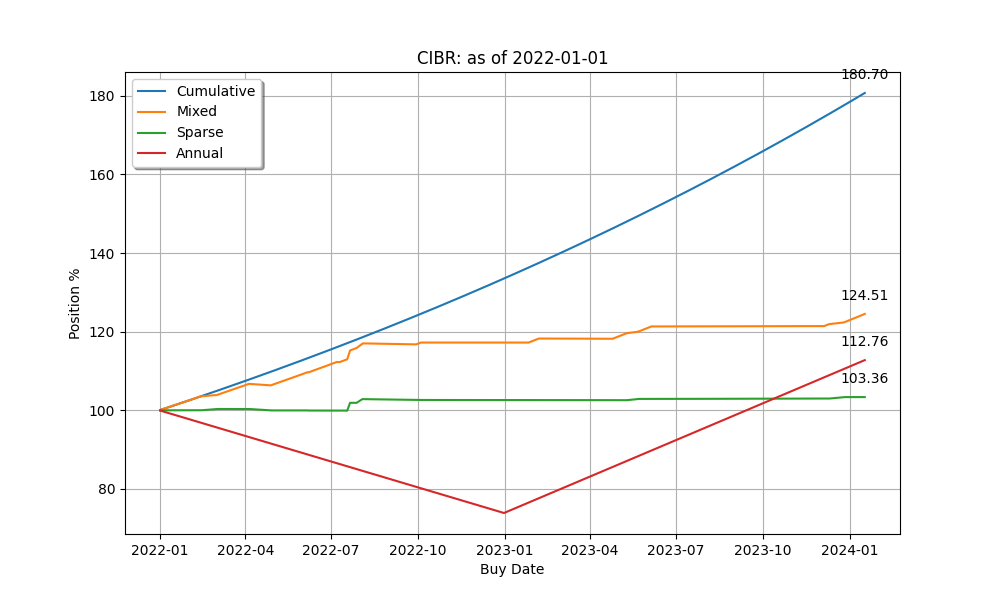 CIBR: as of 2022-01-01
180.70
180
Cumulative
Mixed
Sparse
Annual
160
140
124.51
Position %
120
112.76
103.36
100
80
2022-01 2022-04 2022-07 2022-10 2023-01 2023-04 2023-07 2023-10 2024-01
Buy Date